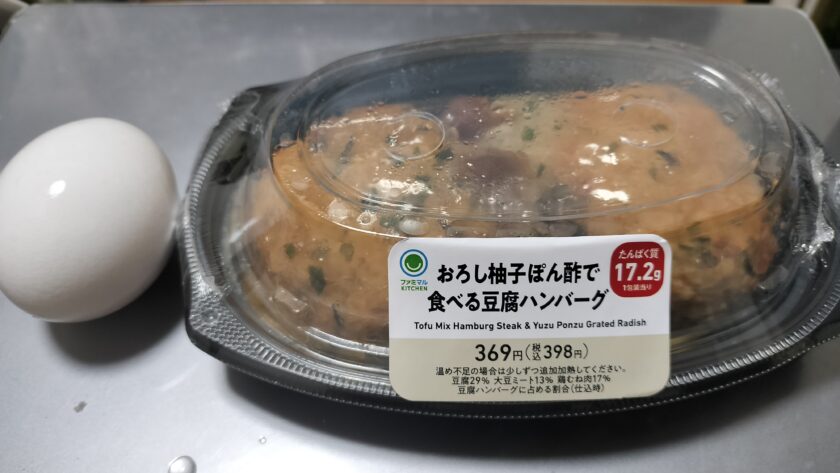 ファミマル
KITCHEN
おろし柚子ぽん酢で
食べる豆腐ハンバーグ
たんぱく質
17.2g
1包装当り
Tofu Mix Hamburg Steak & Yuzu Ponzu Grated Radish
369円(税込398円)
温め不足の場合は少しずつ追加加熱してください。
豆腐29% 大豆ミート13% 鶏むね肉17%
豆腐ハンバーグに占める割合(仕込時)